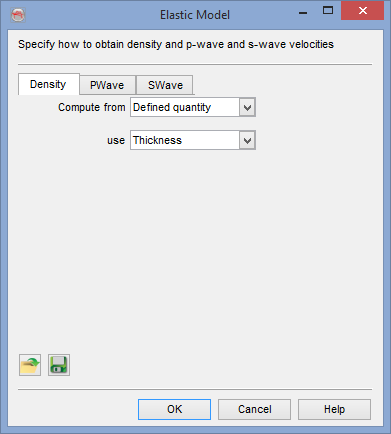 Elastic Model
Specify how to obtain density and p-wave and s-wave velocities
Density PWave SWave
Compute from Defined quantity
use Thickness
OK Cancel Help